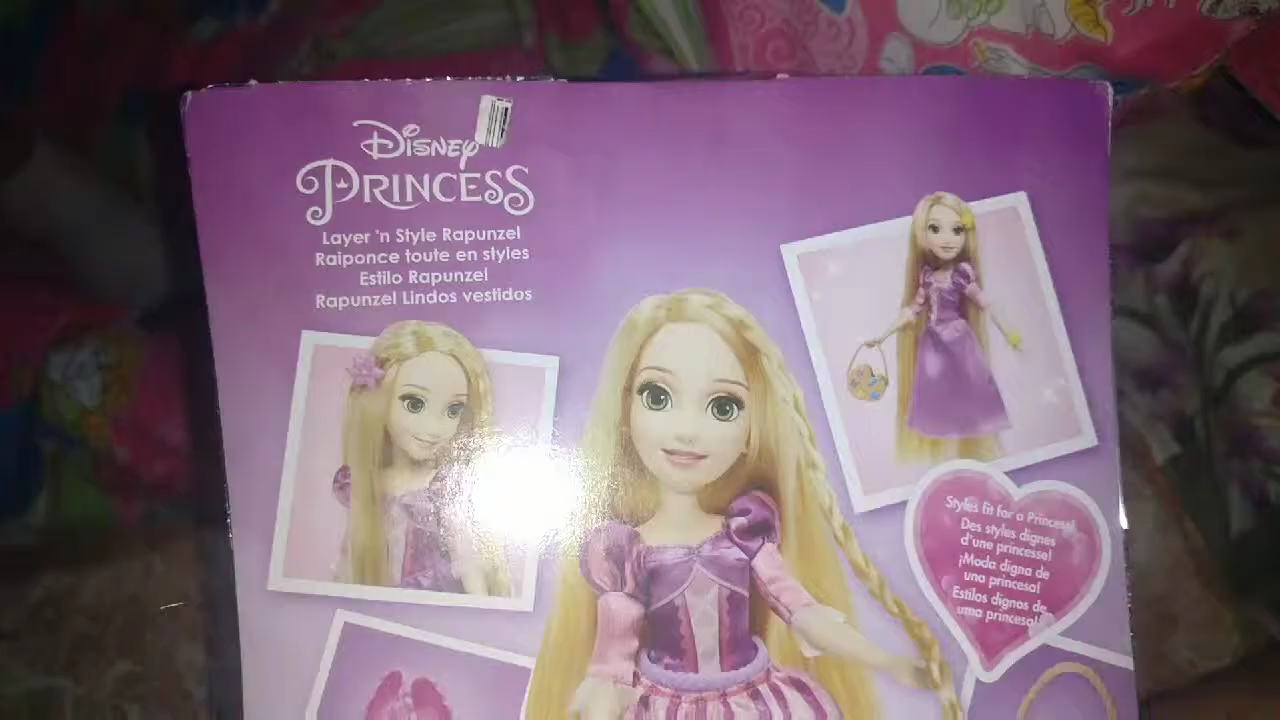 Disney
PRINCESS
Layer 'n Style Rapunzel
Raiponce toute en styles
Estilo Rapunzel
Rapunzel Lindos vestidos
Styles fit for a Princess!
Des styles dignes
d'une princesse!
¡Moda digna de
una princesa!
Estilos dignos de
uma princesa!